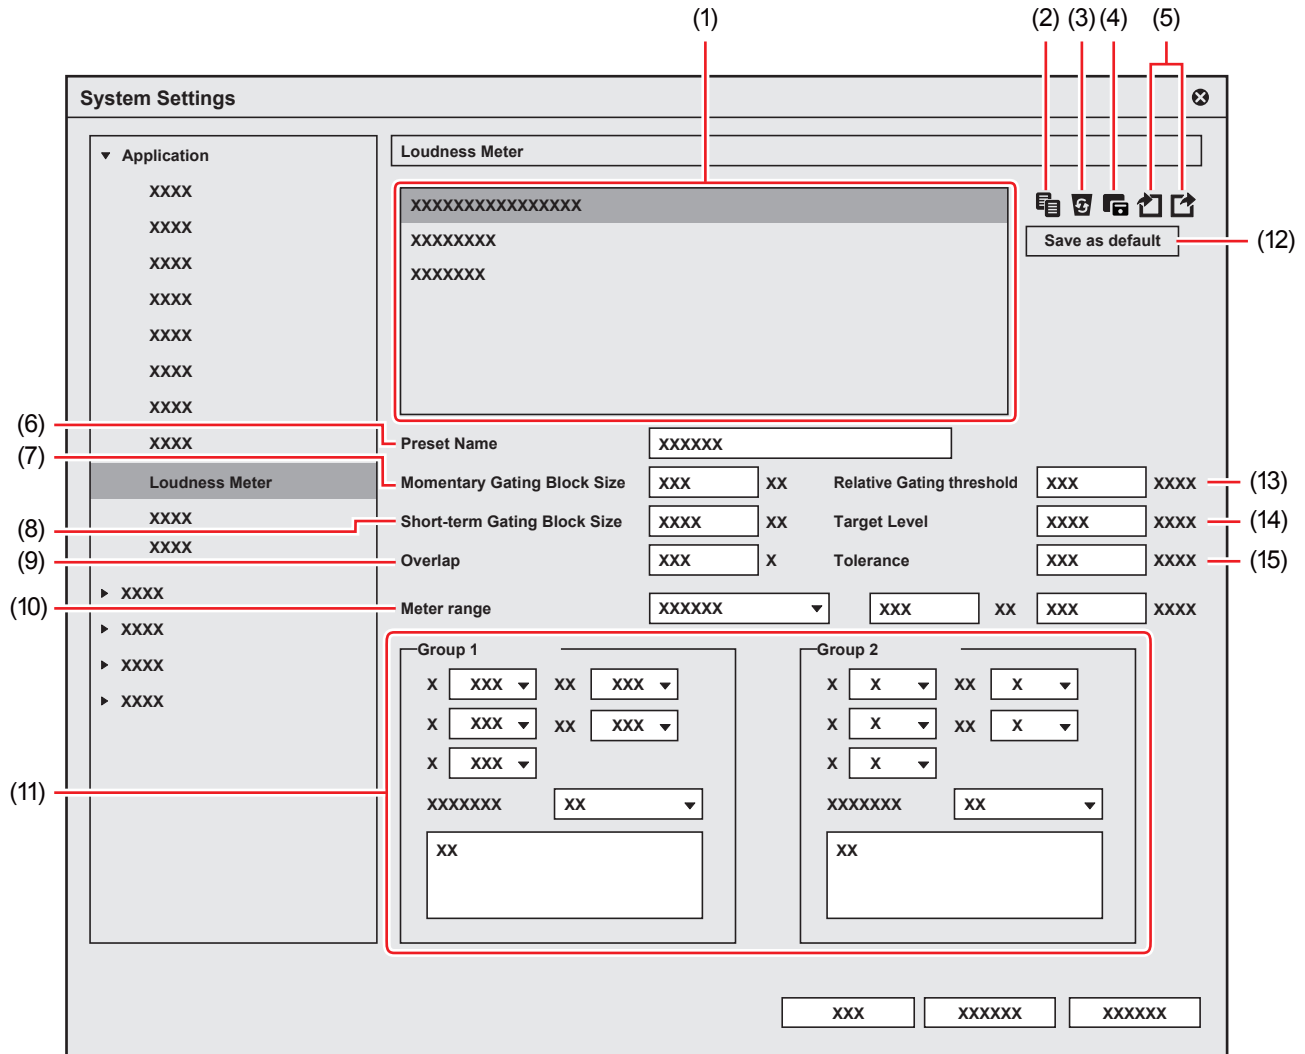 (1) (2) (3) (4) (5)
System Settings
Application
Loudness Meter
XXXX
XXXXXXXXXXXXXXXX
XXXX
Save as default (12)
XXXXXXXX
XXXX
XXXXXXX
XXXX
XXXX
XXXX
XXXX
(6) XXXX Preset Name XXXXXX
(7) Loudness Meter Momentary Gating Block Size XXX XX Relative Gating threshold XXX XXXX (13)
(8) XXXX Short-term Gating Block Size XXXX XX Target Level XXXX XXXX (14)
XXXX
(9) Overlap XXX X Tolerance XXX XXXX (15)
XXXX
(10) Meter range XXXXXX XXX XX XXX XXXX
XXXX
Group 1 Group 2
XXXX
X XXX XX XXX X X XX X
XXXX
X XXX XX XXX X X XX X
X XXX X X
(11) XXXXXXX XX XXXXXXX XX
XX XX
XXX XXXXXX XXXXXX